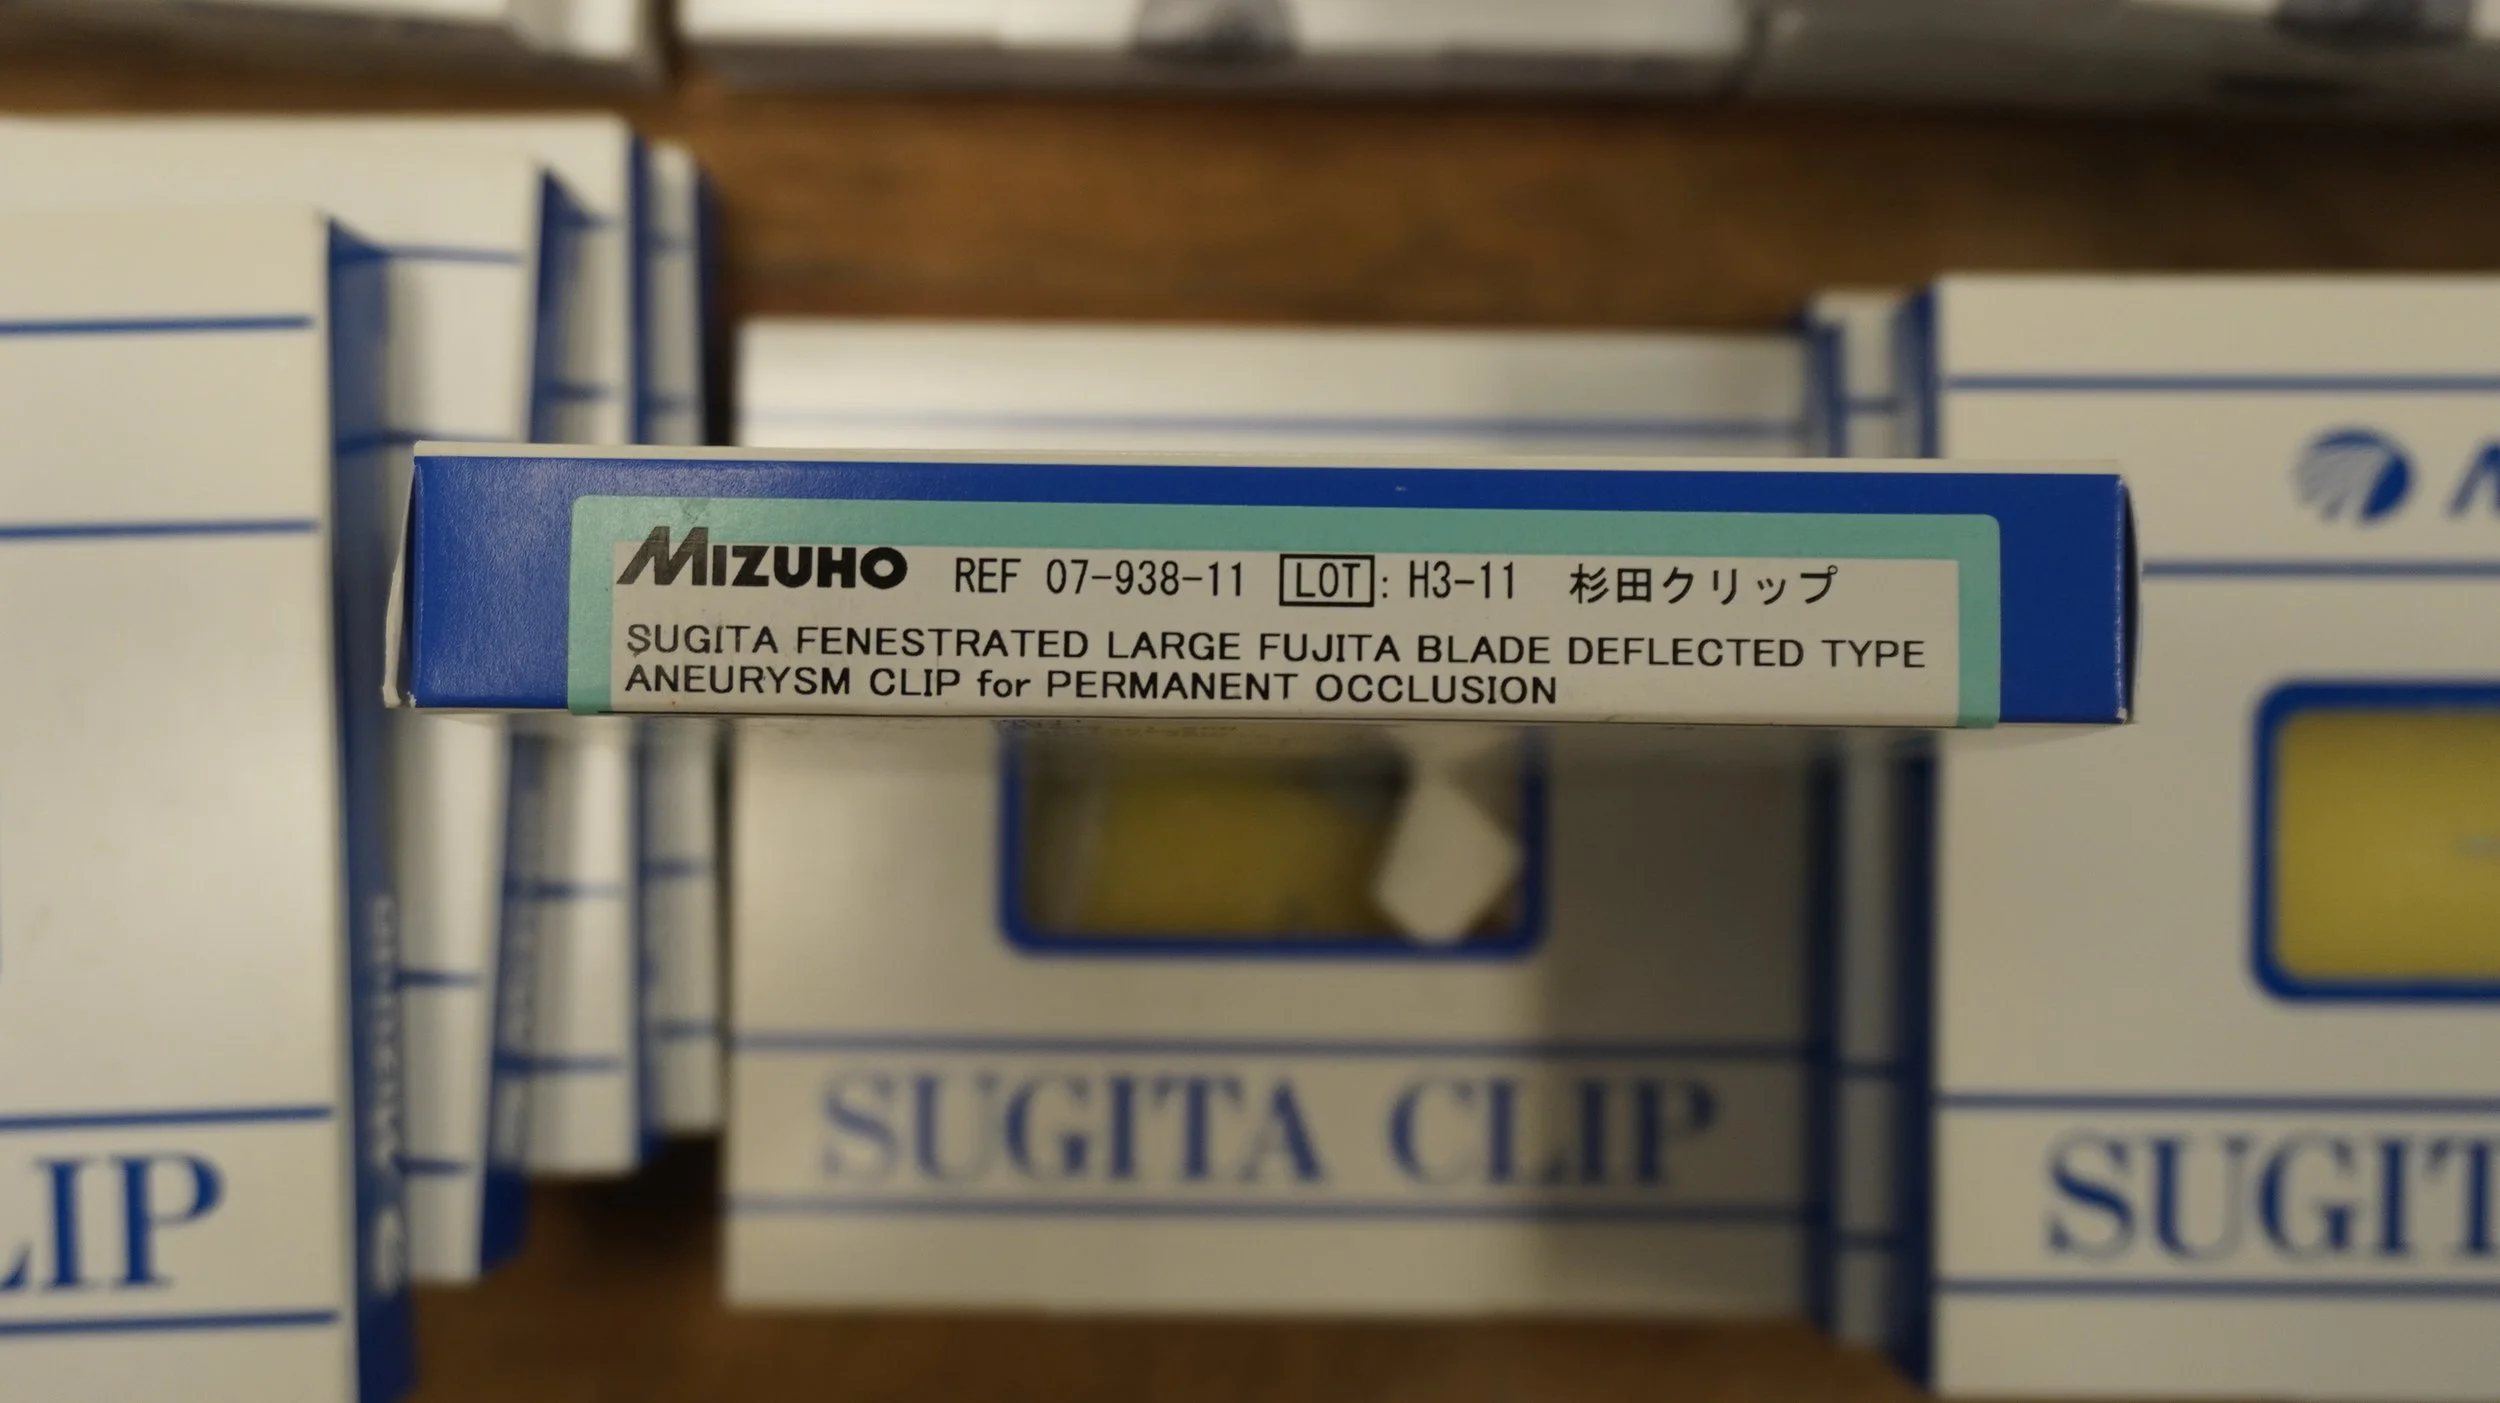 MIZUHO REF 07-938-11 LOT: H3-11 杉田クリップ
SUGITA FENESTRATED LARGE FUJITA BLADE DEFLECTED TYPE
ANEURYSM CLIP for PERMANENT OCCLUSION
LIP
SUGITA CLIP
SUGIT